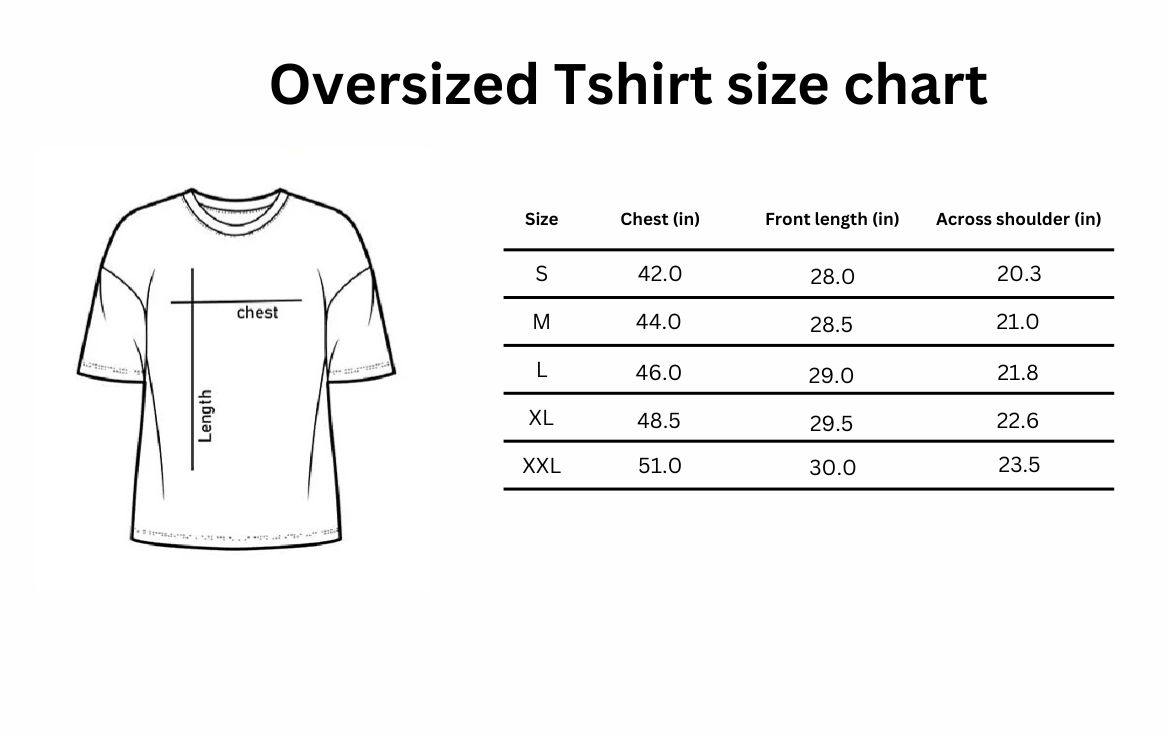 Oversized Tshirt size chart
chest
Length
Size Chest (in) Front length (in) Across shoulder (in)
S 42.0 28.0 20.3
M 44.0 28.5 21.0
L 46.0 29.0 21.8
XL 48.5 29.5 22.6
XXL 51.0 30.0 23.5